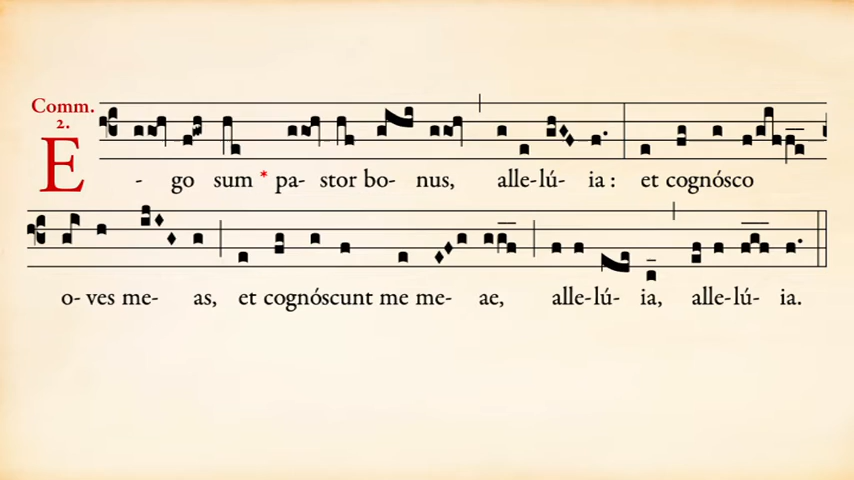 Comm.
2.
E - go sum * pa- stor bo- nus, alle-lú- ia : et cognósco
o- ves me- as, et cognóscunt me me- ae, alle-lú- ia, alle-lú- ia.